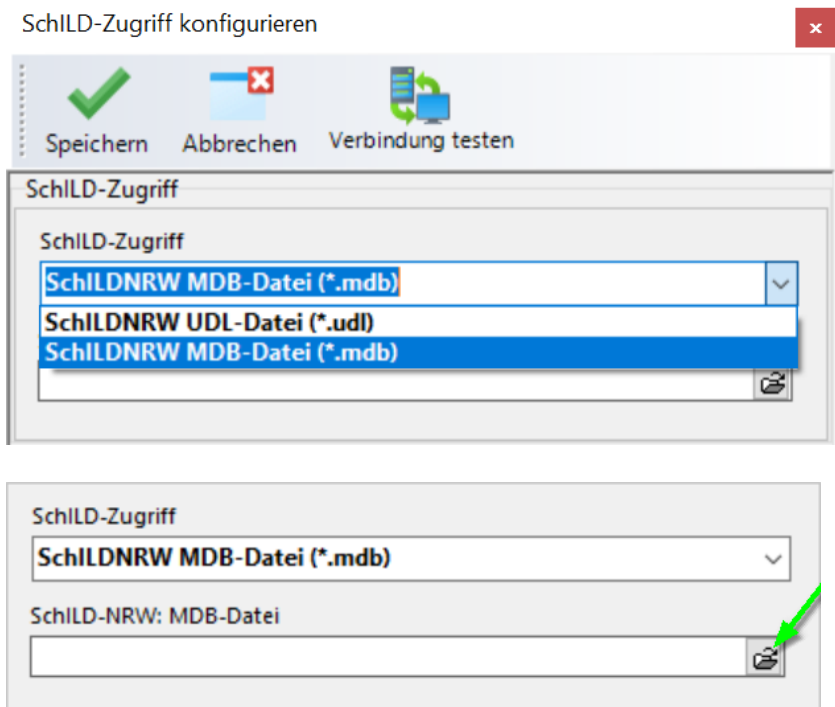 SchILD-Zugriff konfigurieren
x
Speichern Abbrechen Verbindung testen
SchILD-Zugriff
SchILD-Zugriff
SchILDNRW MDB-Datei (*.mdb)
SchILDNRW UDL-Datei (*.udl)
SchILDNRW MDB-Datei (*.mdb)
SchILD-Zugriff
SchILDNRW MDB-Datei (*.mdb)
SchILD-NRW: MDB-Datei